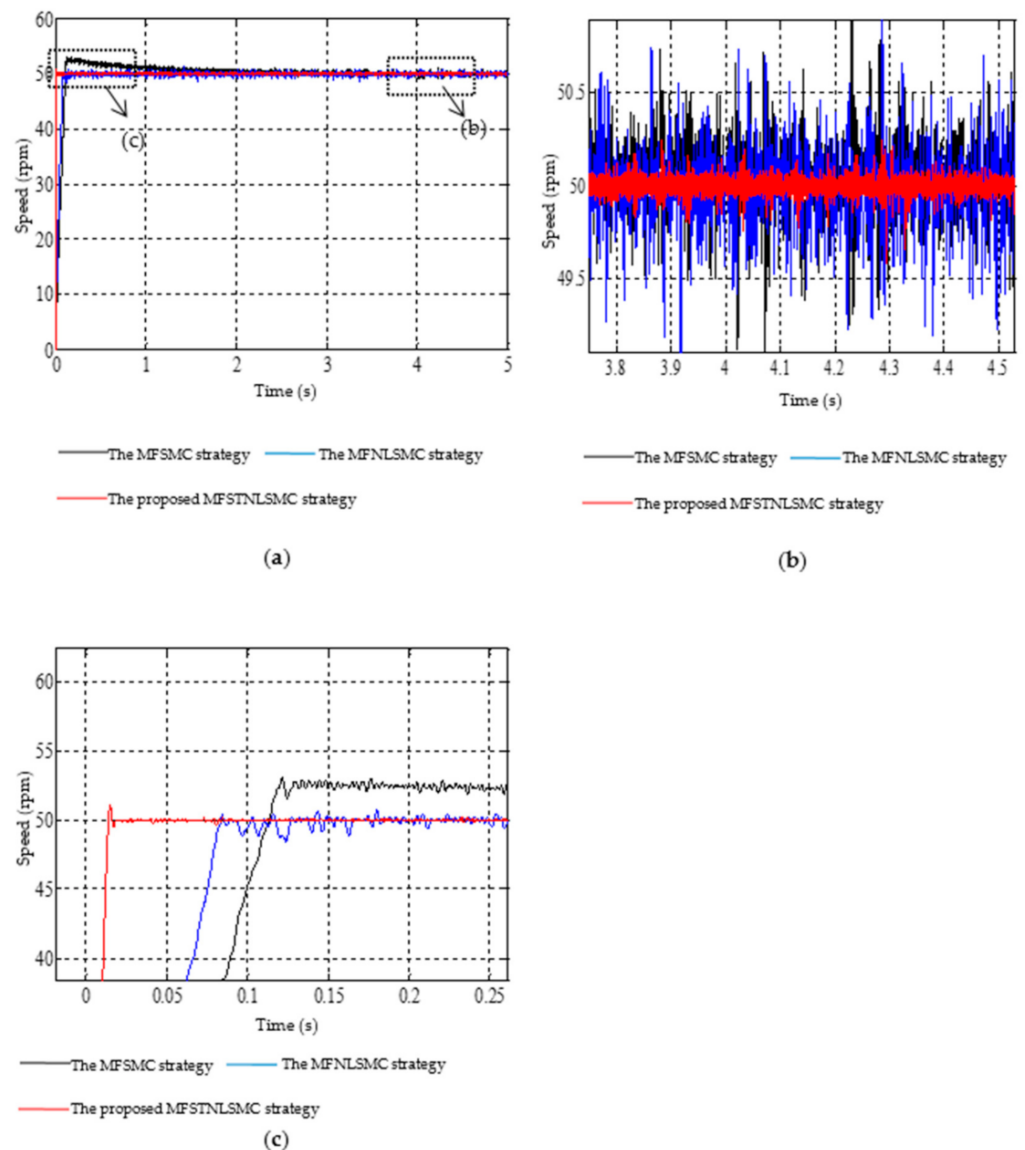 60
50
40
30
20
10
0
Speed (rpm)
(c)
(b)
0 1 2 3 4 5
Time (s)
The MFSMC strategy The MFNLSMC strategy
The proposed MFSTNLSMC strategy
(a)
50.5
50
49.5
Speed (rpm)
3.8 3.9 4 4.1 4.2 4.3 4.4 4.5
Time (s)
The MFSMC strategy The MFNLSMC strategy
The proposed MFSTNLSMC strategy
(b)
60
55
50
45
40
Speed (rpm)
0 0.05 0.1 0.15 0.2 0.25
Time (s)
The MFSMC strategy The MFNLSMC strategy
The proposed MFSTNLSMC strategy
(c)